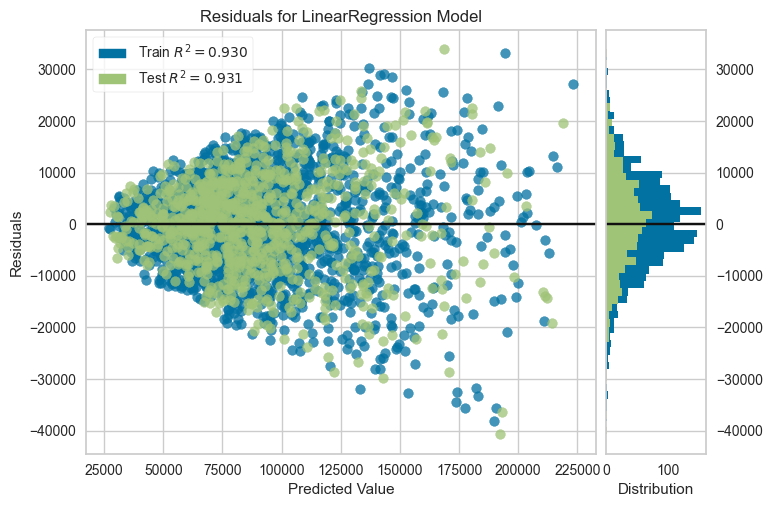 Residuals for LinearRegression Model
Train R² = 0.930
Test R² = 0.931
Residuals
30000
20000
10000
0
−10000
−20000
−30000
−40000
25000 50000 75000 100000 125000 150000 175000 200000 225000
Predicted Value
30000
20000
10000
0
−10000
−20000
−30000
−40000
0 100
Distribution